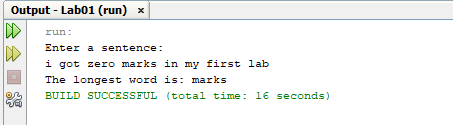 Output - Lab01 (run)
run:
Enter a sentence:
i got zero marks in my first lab
The longest word is: marks
BUILD SUCCESSFUL (total time: 16 seconds)